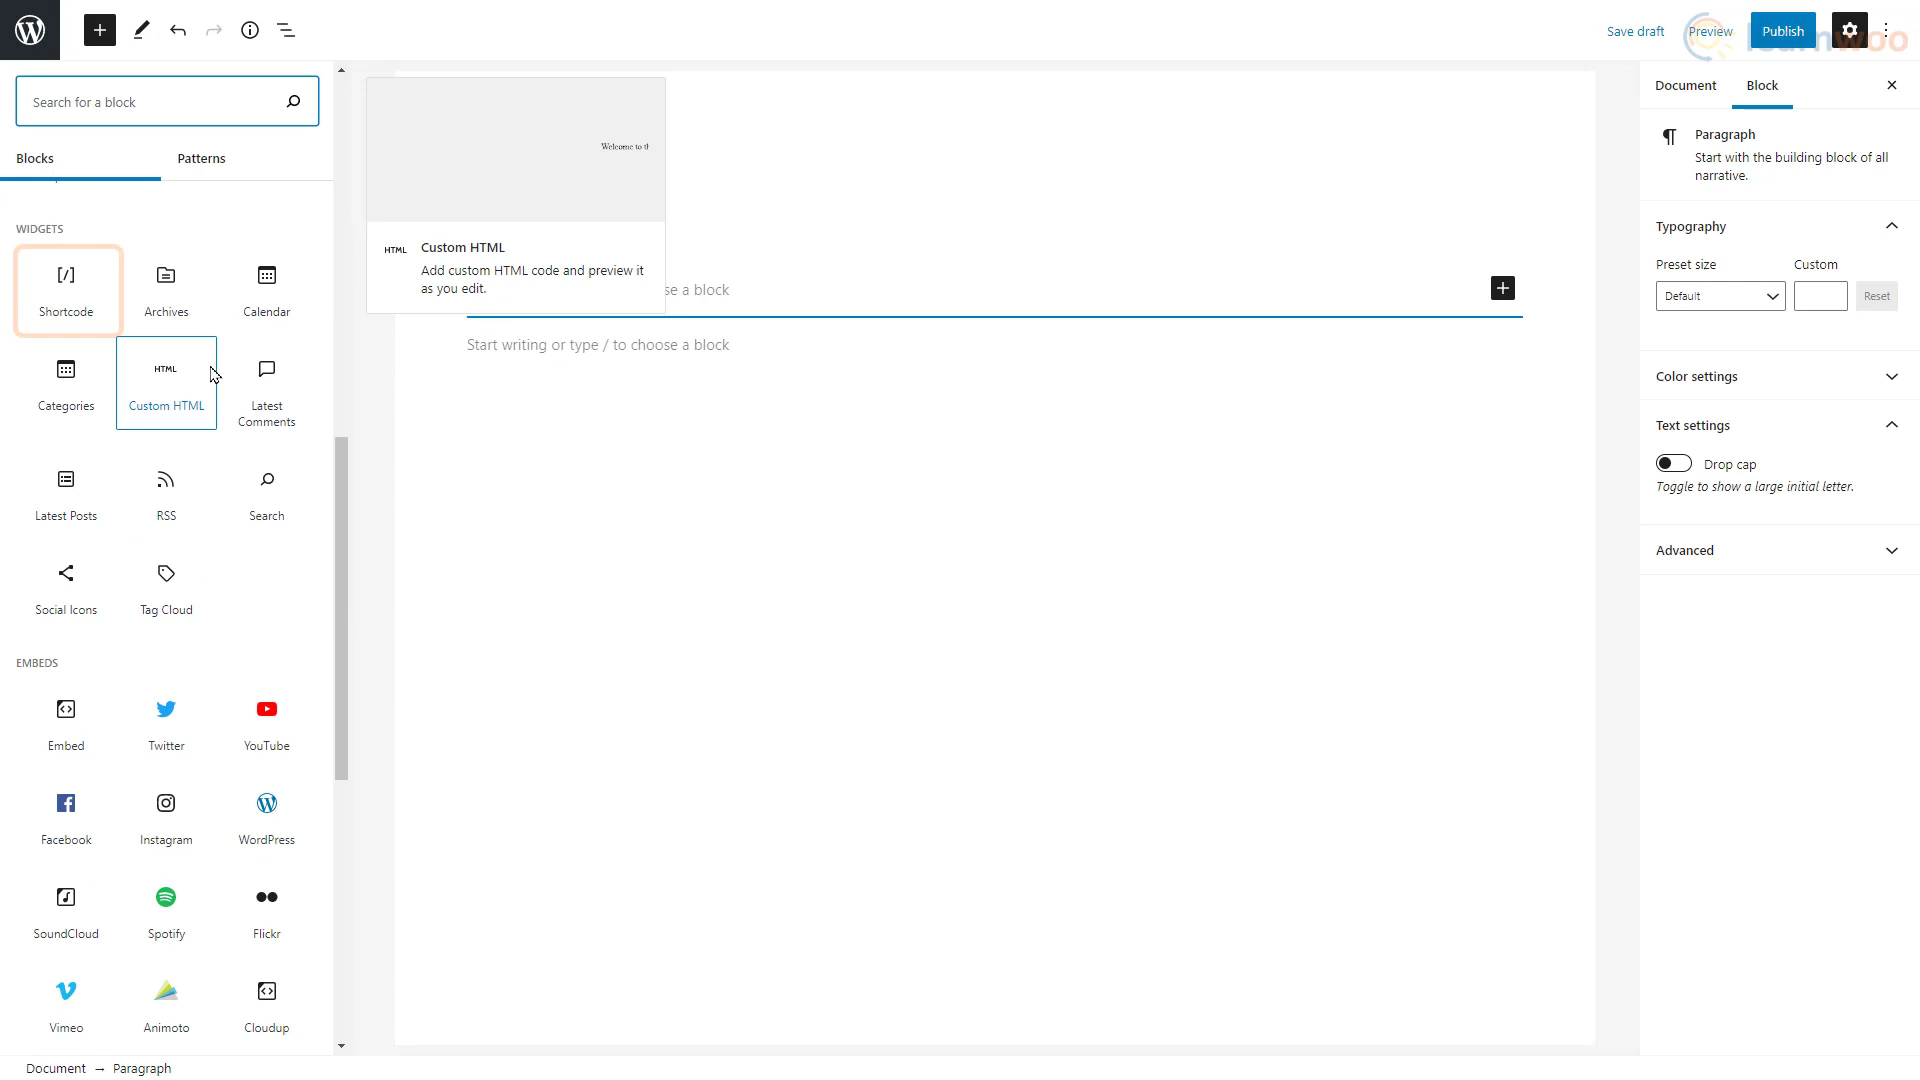 Save draft
Preview
Publish
learnwoo
Search for a block
Blocks
Patterns
WIDGETS
Shortcode
Archives
Calendar
Categories
HTML
Custom HTML
Latest
Comments
Latest Posts
RSS
Search
Social Icons
Tag Cloud
EMBEDS
Embed
Twitter
YouTube
Facebook
Instagram
WordPress
SoundCloud
Spotify
Flickr
Vimeo
Animoto
Cloudup
Welcome to
HTML
Custom HTML
Add custom HTML code and preview it
as you edit.
se a block
Start writing or type / to choose a block
Document
Block
Paragraph
Start with the building block of all
narrative.
Typography
Preset size
Custom
Default
Reset
Color settings
Text settings
Drop cap
Toggle to show a large initial letter.
Advanced
Document → Paragraph